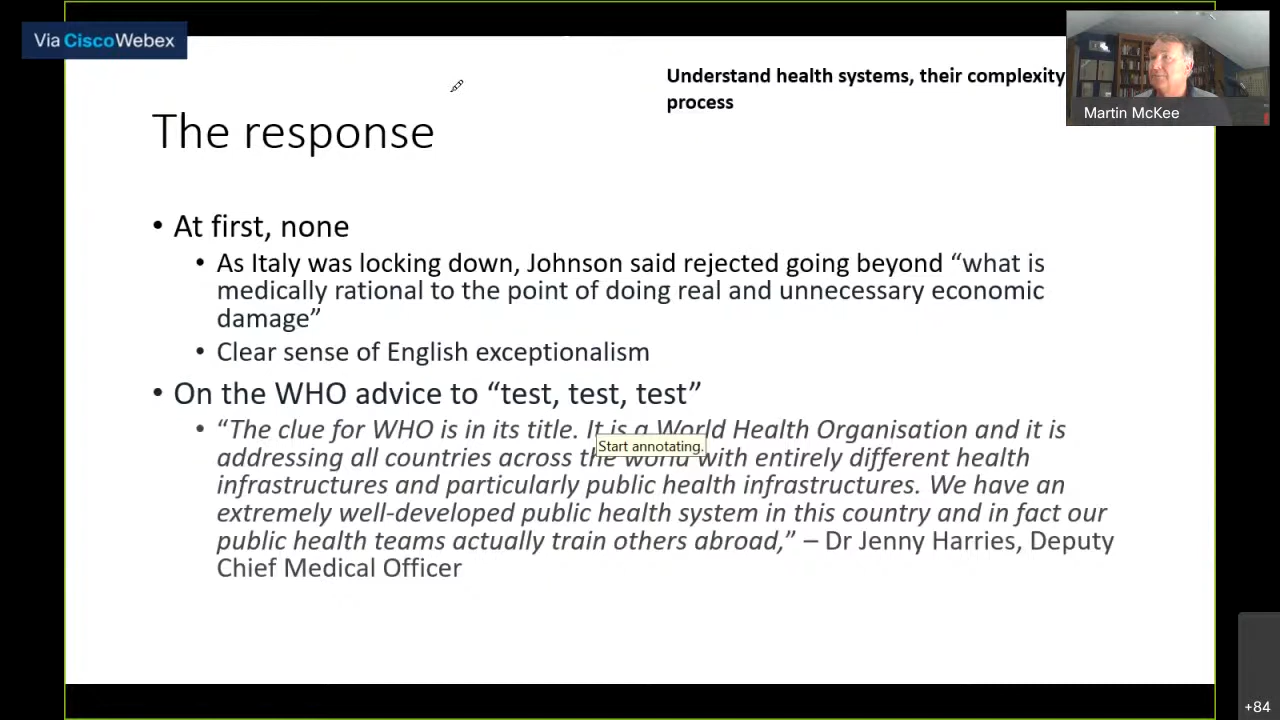 Via CiscoWebex
Understand health systems, their complexity
process
Martin McKee
The response
• At first, none
• As Italy was locking down, Johnson said rejected going beyond “what is
medically rational to the point of doing real and unnecessary economic
damage”
• Clear sense of English exceptionalism
• On the WHO advice to “test, test, test”
• “The clue for WHO is in its title. It is a World Health Organisation and it is
Start annotating.
addressing all countries across the world with entirely different health
infrastructures and particularly public health infrastructures. We have an
extremely well-developed public health system in this country and in fact our
public health teams actually train others abroad,” – Dr Jenny Harries, Deputy
Chief Medical Officer
+84